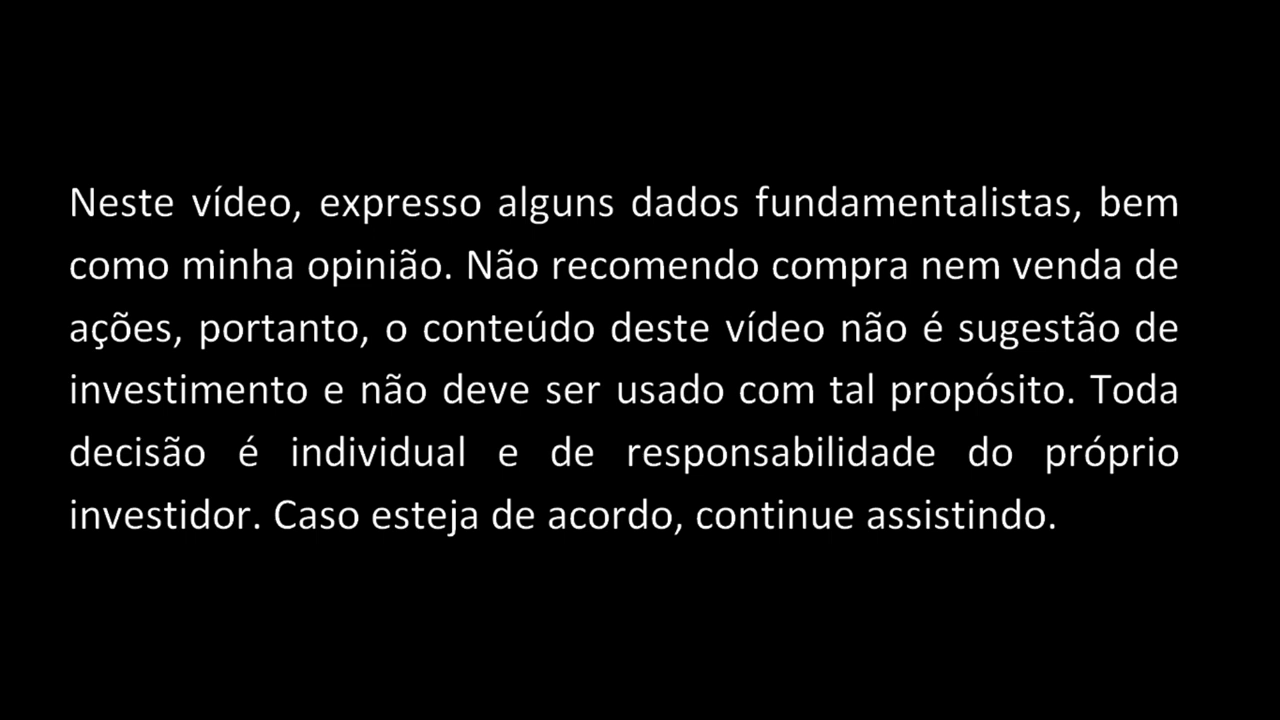 Neste vídeo, expresso alguns dados fundamentalistas, bem
como minha opinião. Não recomendo compra nem venda de
ações, portanto, o conteúdo deste vídeo não é sugestão de
investimento e não deve ser usado com tal propósito. Toda
decisão é individual e de responsabilidade do próprio
investidor. Caso esteja de acordo, continue assistindo.